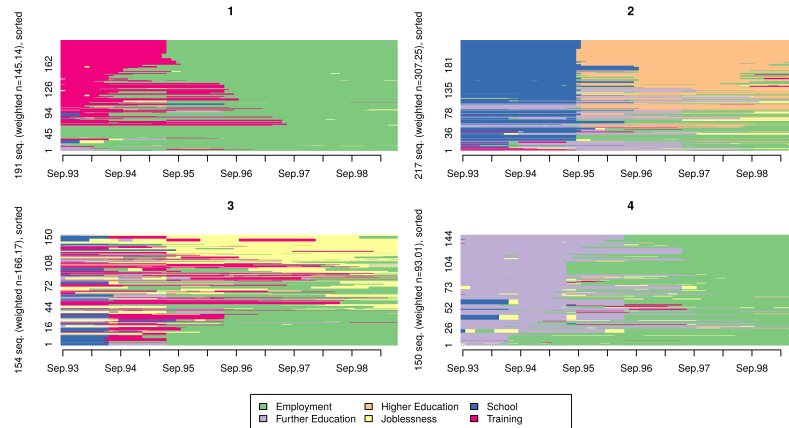 1
191 seq. (weighted n=145.14), sorted
1 45 94 126 162
Sep.93 Sep.94 Sep.95 Sep.96 Sep.97 Sep.98
2
217 seq. (weighted n=307.25), sorted
1 36 78 135 181
Sep.93 Sep.94 Sep.95 Sep.96 Sep.97 Sep.98
3
154 seq. (weighted n=166.17), sorted
1 16 44 72 108 150
Sep.93 Sep.94 Sep.95 Sep.96 Sep.97 Sep.98
4
150 seq. (weighted n=93.01), sorted
1 26 52 73 104 144
Sep.93 Sep.94 Sep.95 Sep.96 Sep.97 Sep.98
Employment Higher Education School
Further Education Joblessness Training